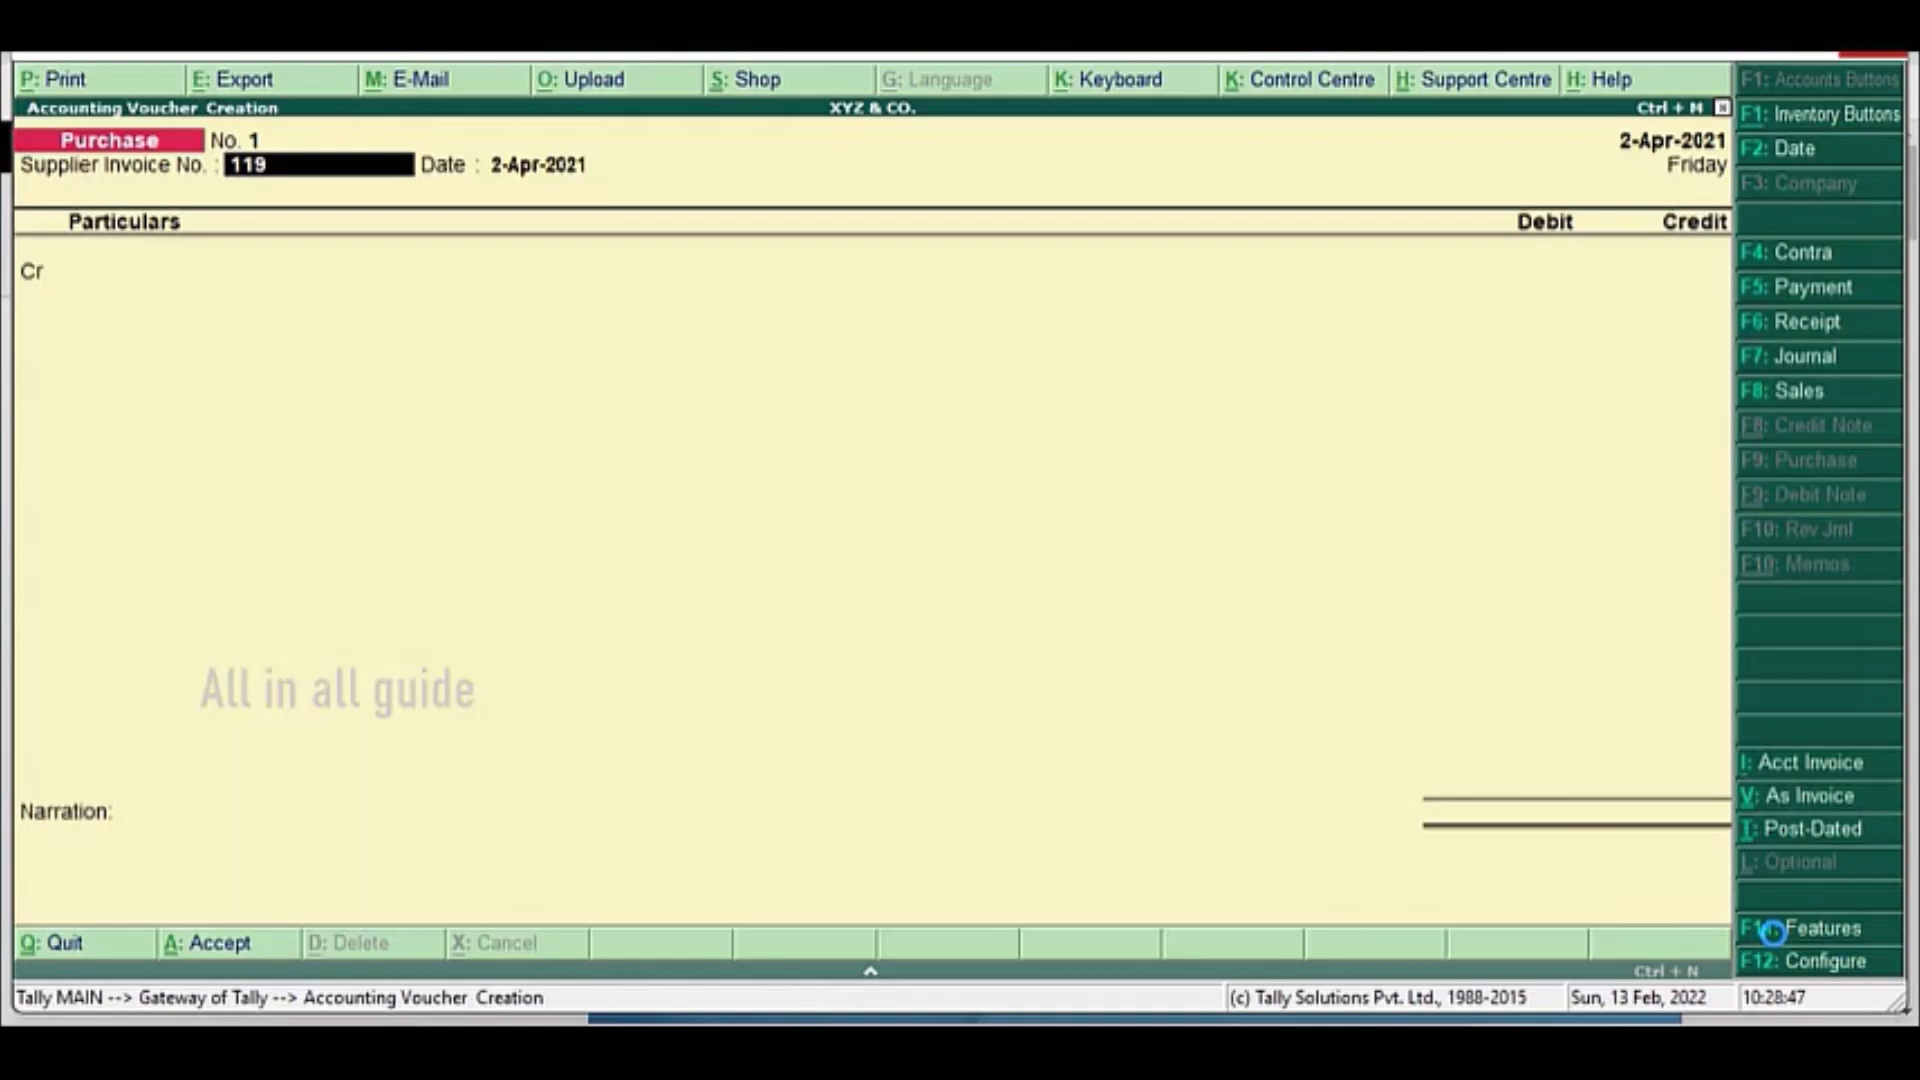 P: Print E: Export M: E-Mail O: Upload S: Shop G: Language K: Keyboard K: Control Centre H: Support Centre H: Help
Accounting Voucher Creation XYZ & CO. Ctrl + M
Purchase No. 1 2-Apr-2021
Supplier Invoice No. : 119 Date : 2-Apr-2021 Friday
Particulars Debit Credit
Cr
All in all guide
Narration:
Q: Quit A: Accept D: Delete X: Cancel
Ctrl + N
Tally MAIN --> Gateway of Tally --> Accounting Voucher Creation (c) Tally Solutions Pvt. Ltd., 1988-2015 Sun, 13 Feb, 2022 10:28:47
F1: Accounts Buttons
F1: Inventory Buttons
F2: Date
F3: Company
F4: Contra
F5: Payment
F6: Receipt
F7: Journal
F8: Sales
F8: Credit Note
F9: Purchase
F9: Debit Note
F10: Rev Jrnl
F10: Memos
I: Acct Invoice
V: As Invoice
T: Post-Dated
L: Optional
Features
F12: Configure